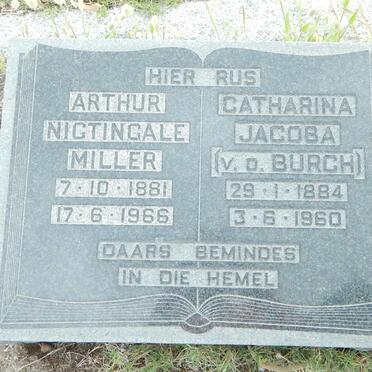 HIER RUS
ARTHUR
NIGTINGALE
MILLER
7·10·1881
17·6·1966
CATHARINA
JACOBA
(V.D. BURGH)
29·1·1884
3·6·1960
DAARS BEMINDES
IN DIE HEMEL